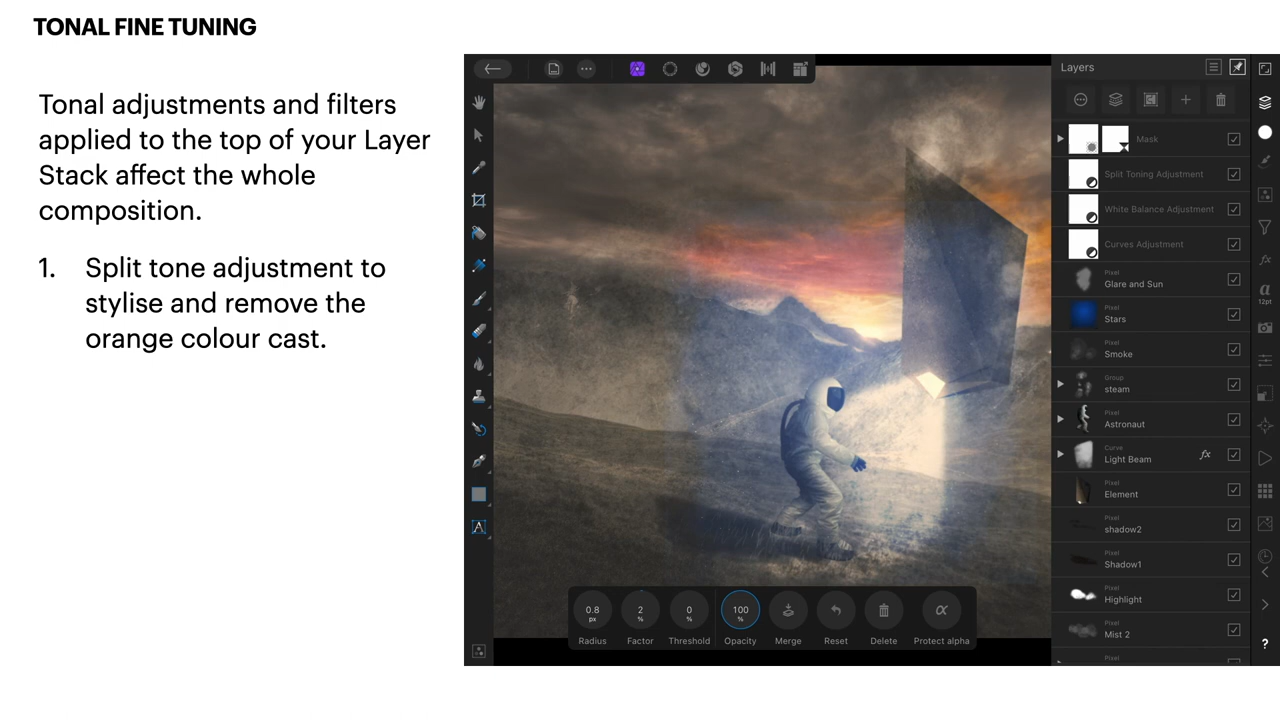 TONAL FINE TUNING
Tonal adjustments and filters
applied to the top of your Layer
Stack affect the whole
composition.
1. Split tone adjustment to
stylise and remove the
orange colour cast.
Layers
Mask
Split Toning Adjustment
White Balance Adjustment
Curves Adjustment
Pixel
Glare and Sun
Pixel
Stars
Pixel
Smoke
Group
steam
Pixel
Astronaut
Curve
Light Beam
fx
Pixel
Element
Pixel
shadow2
Pixel
Shadow1
Pixel
Highlight
Pixel
Mist 2
Pixel
fx
a
12pt
?
A
0.8
px
Radius
2
%
Factor
0
%
Threshold
100
%
Opacity
Merge
Reset
Delete
α
Protect alpha